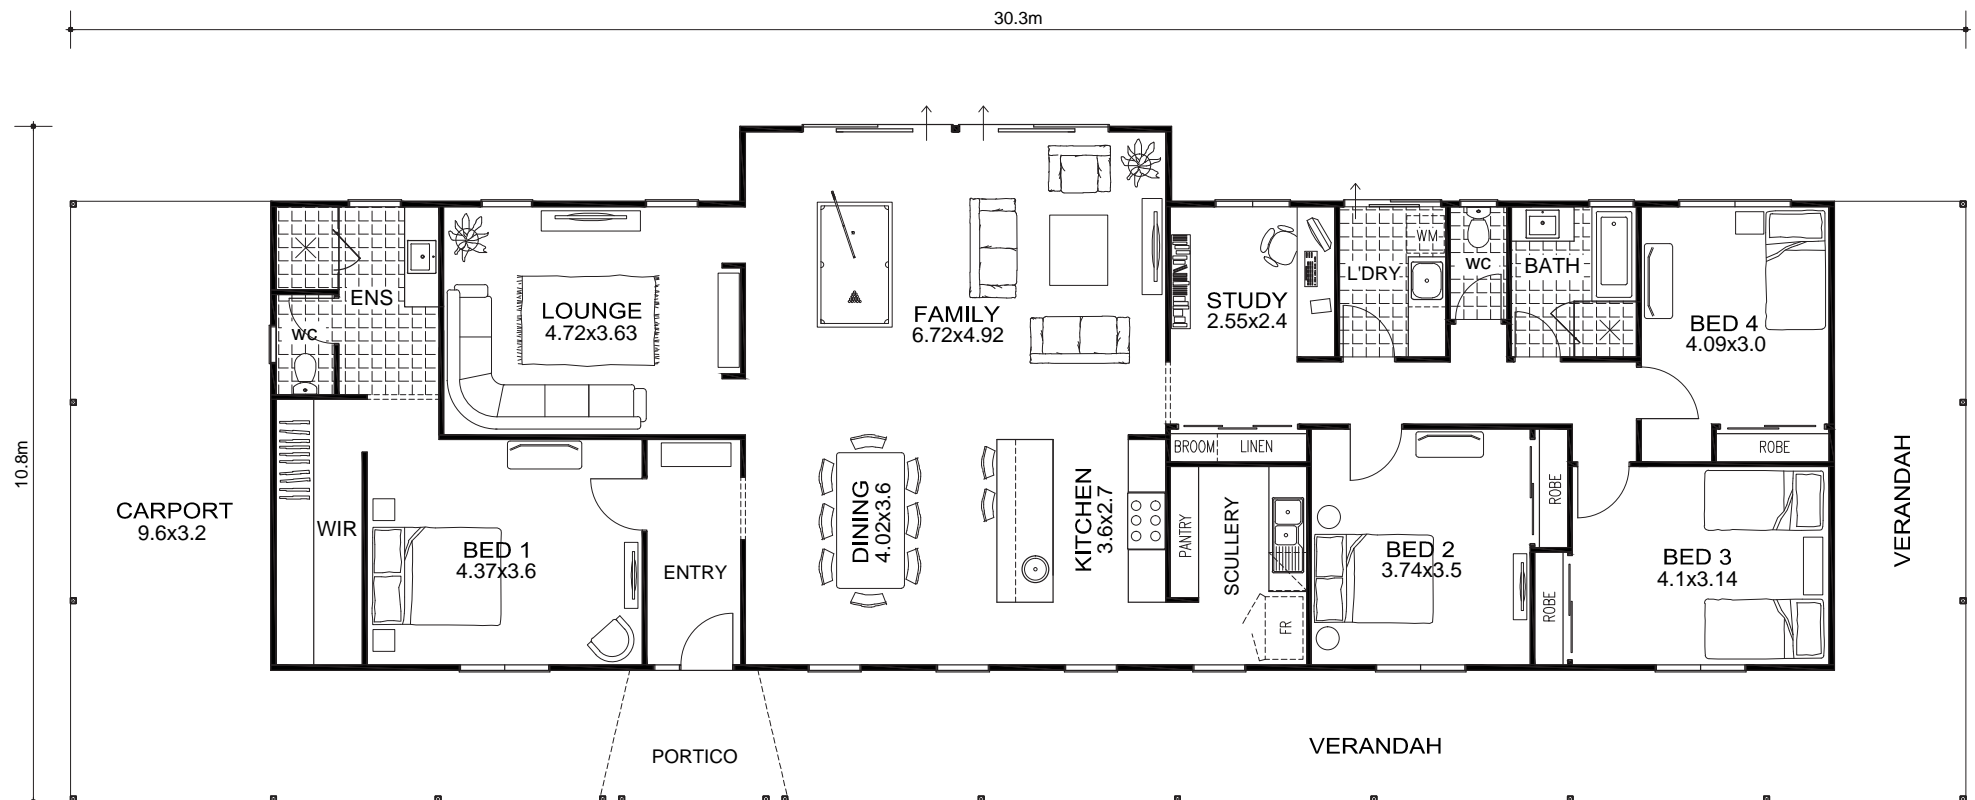 30.3m
10.8m
CARPORT
9.6x3.2
ENS
WC
WIR
LOUNGE
4.72x3.63
BED 1
4.37x3.6
ENTRY
PORTICO
FAMILY
6.72x4.92
DINING
4.02x3.6
KITCHEN
3.6x2.7
STUDY
2.55x2.4
L'DRY
WM
WC
BATH
BED 4
4.09x3.0
ROBE
BROOM
LINEN
PANTRY
SCULLERY
FR
BED 2
3.74x3.5
ROBE
ROBE
BED 3
4.1x3.14
VERANDAH
VERANDAH